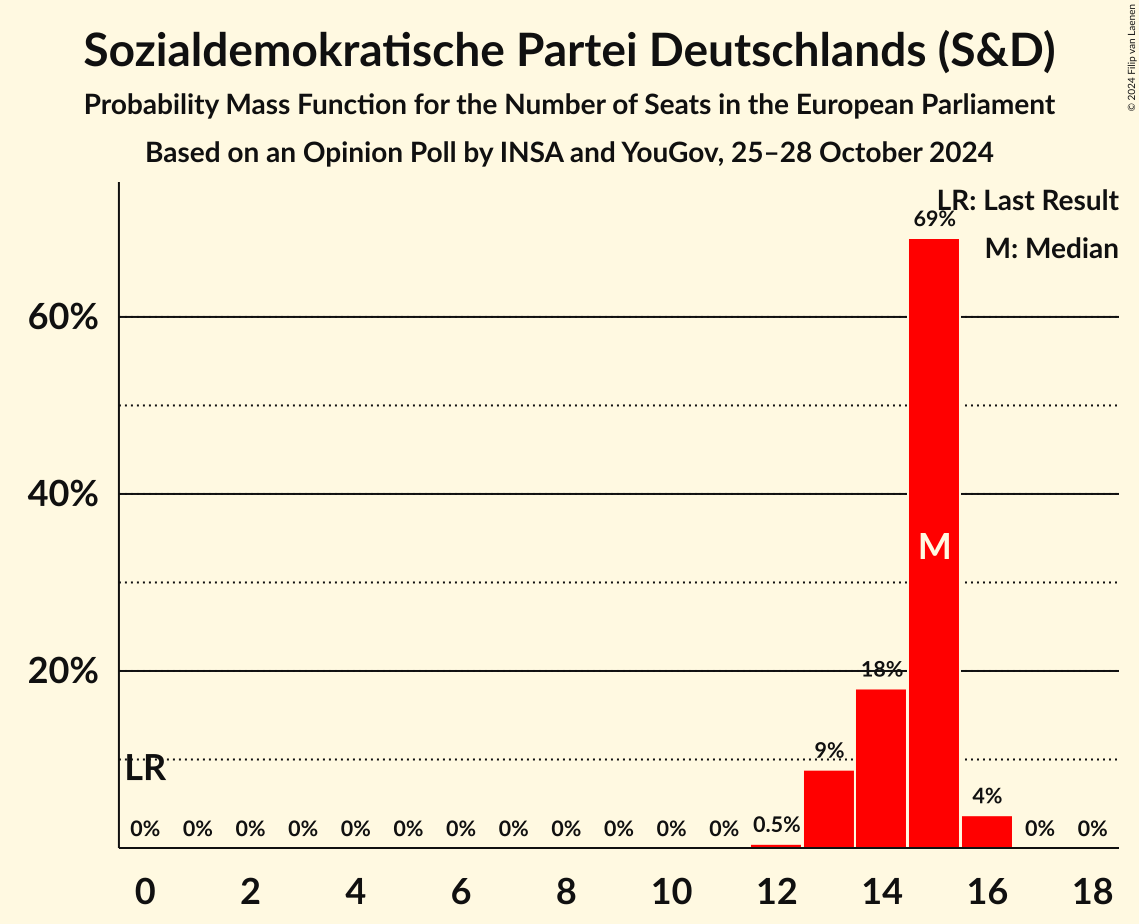 Sozialdemokratische Partei Deutschlands (S&D)
Probability Mass Function for the Number of Seats in the European Parliament
Based on an Opinion Poll by INSA and YouGov, 25–28 October 2024
© 2024 Filip van Laenen
LR: Last Result
M: Median
69%
60%
40%
M
20%
18%
9%
LR
4%
0% 0% 0% 0% 0% 0% 0% 0% 0% 0% 0% 0% 0.5% 0% 0%
0 2 4 6 8 10 12 14 16 18